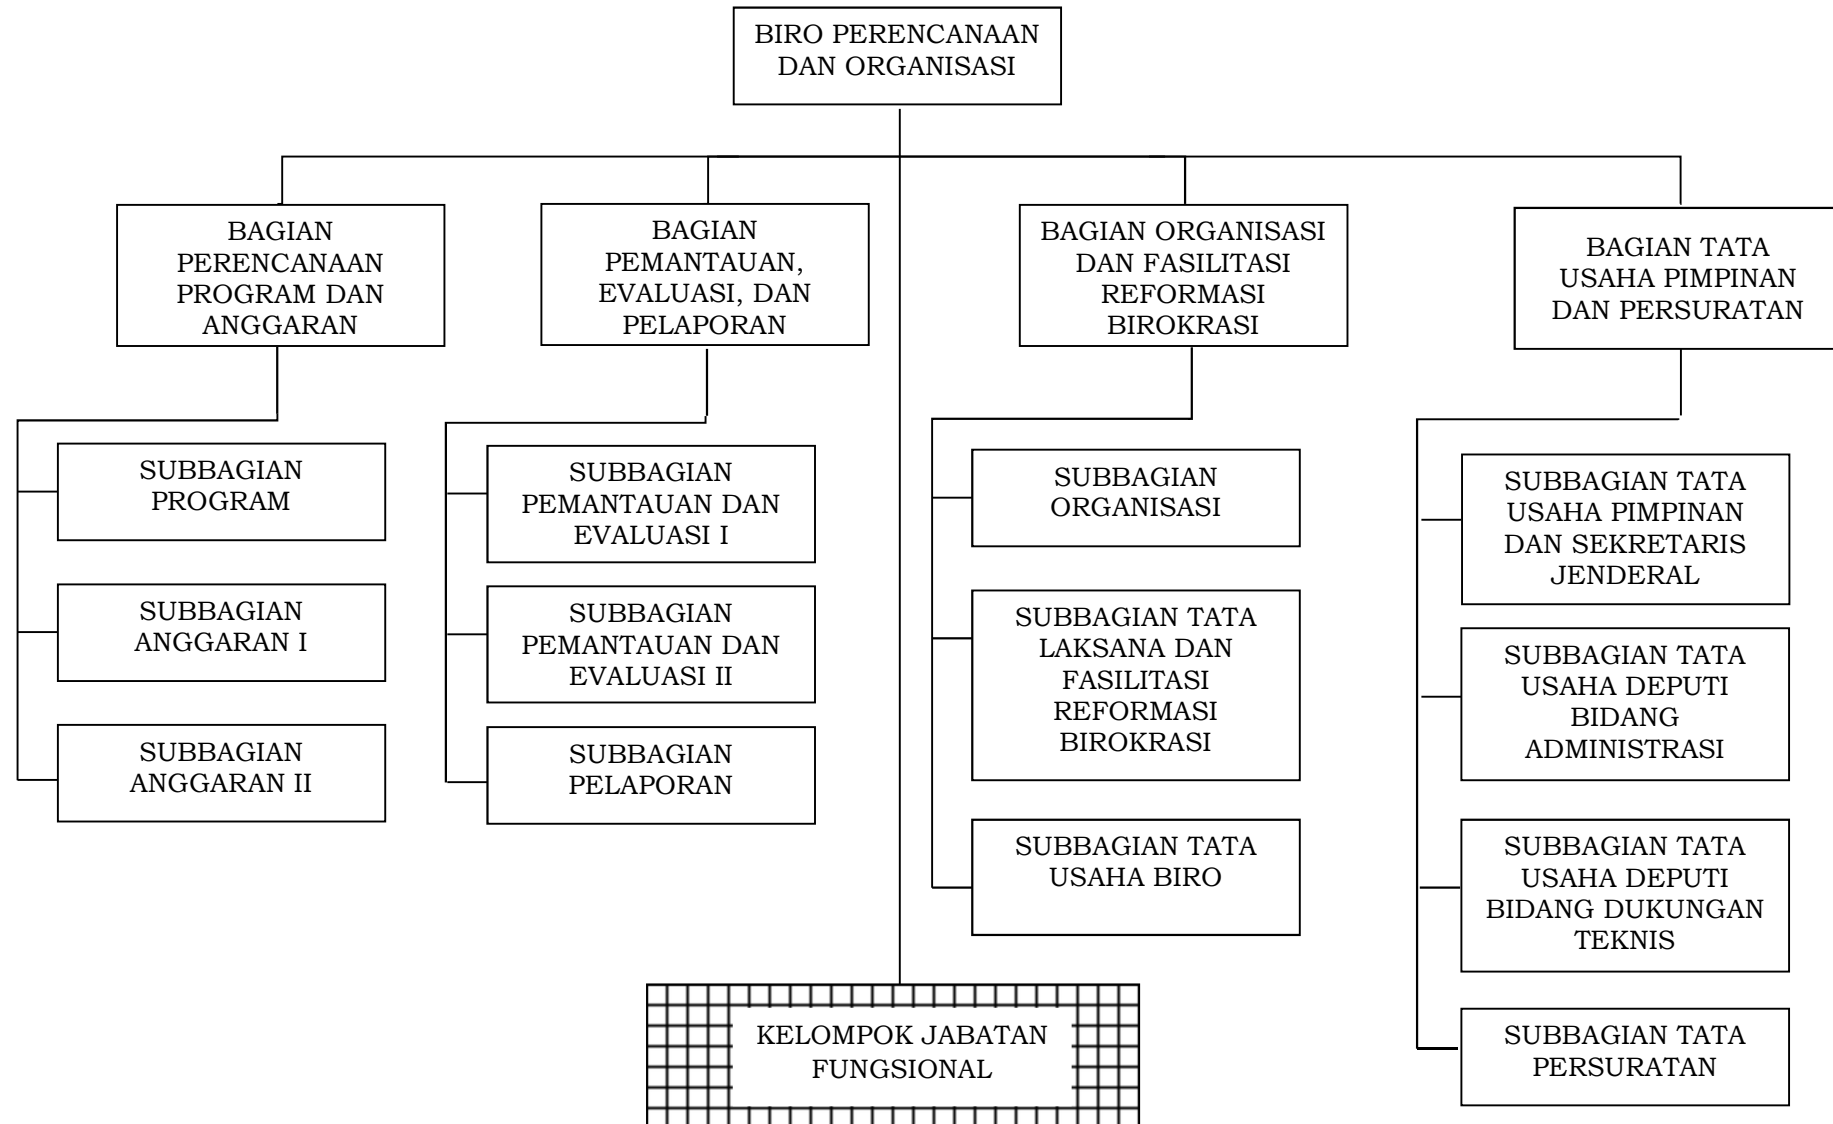 BIRO PERENCANAAN
DAN ORGANISASI
BAGIAN
PERENCANAAN
PROGRAM DAN
ANGGARAN
BAGIAN
PEMANTAUAN,
EVALUASI, DAN
PELAPORAN
BAGIAN ORGANISASI
DAN FASILITASI
REFORMASI
BIROKRASI
BAGIAN TATA
USAHA PIMPINAN
DAN PERSURATAN
SUBBAGIAN
PROGRAM
SUBBAGIAN
ANGGARAN I
SUBBAGIAN
ANGGARAN II
SUBBAGIAN
PEMANTAUAN DAN
EVALUASI I
SUBBAGIAN
PEMANTAUAN DAN
EVALUASI II
SUBBAGIAN
PELAPORAN
SUBBAGIAN
ORGANISASI
SUBBAGIAN TATA
LAKSANA DAN
FASILITASI
REFORMASI
BIROKRASI
SUBBAGIAN TATA
USAHA BIRO
SUBBAGIAN TATA
USAHA PIMPINAN
DAN SEKRETARIS
JENDERAL
SUBBAGIAN TATA
USAHA DEPUTI
BIDANG
ADMINISTRASI
SUBBAGIAN TATA
USAHA DEPUTI
BIDANG DUKUNGAN
TEKNIS
SUBBAGIAN TATA
PERSURATAN
KELOMPOK JABATAN
FUNGSIONAL